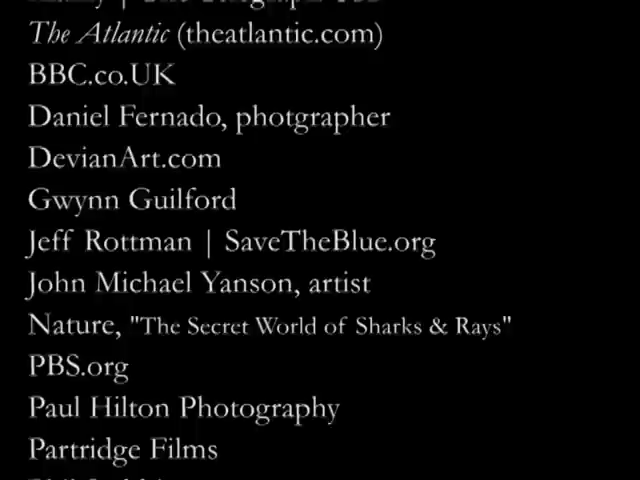 The Atlantic (theatlantic.com)
BBC.co.UK
Daniel Fernado, photgrapher
DevianArt.com
Gwynn Guilford
Jeff Rottman | SaveTheBlue.org
John Michael Yanson, artist
Nature, "The Secret World of Sharks & Rays"
PBS.org
Paul Hilton Photography
Partridge Films